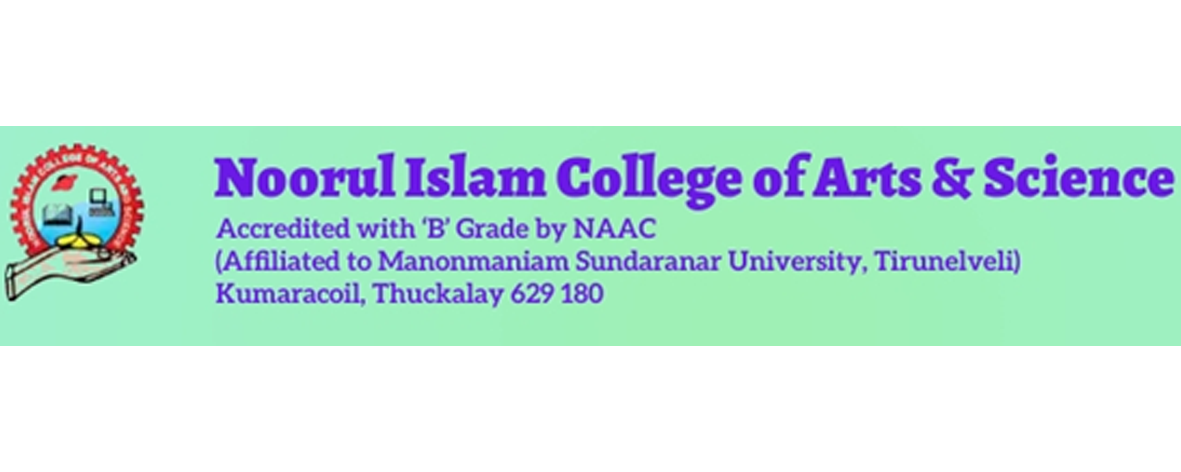 Noorul Islam College of Arts & Science
Accredited with ‘B’ Grade by NAAC
(Affiliated to Manonmaniam Sundaranar University, Tirunelveli)
Kumaracoil, Thuckalay 629 180